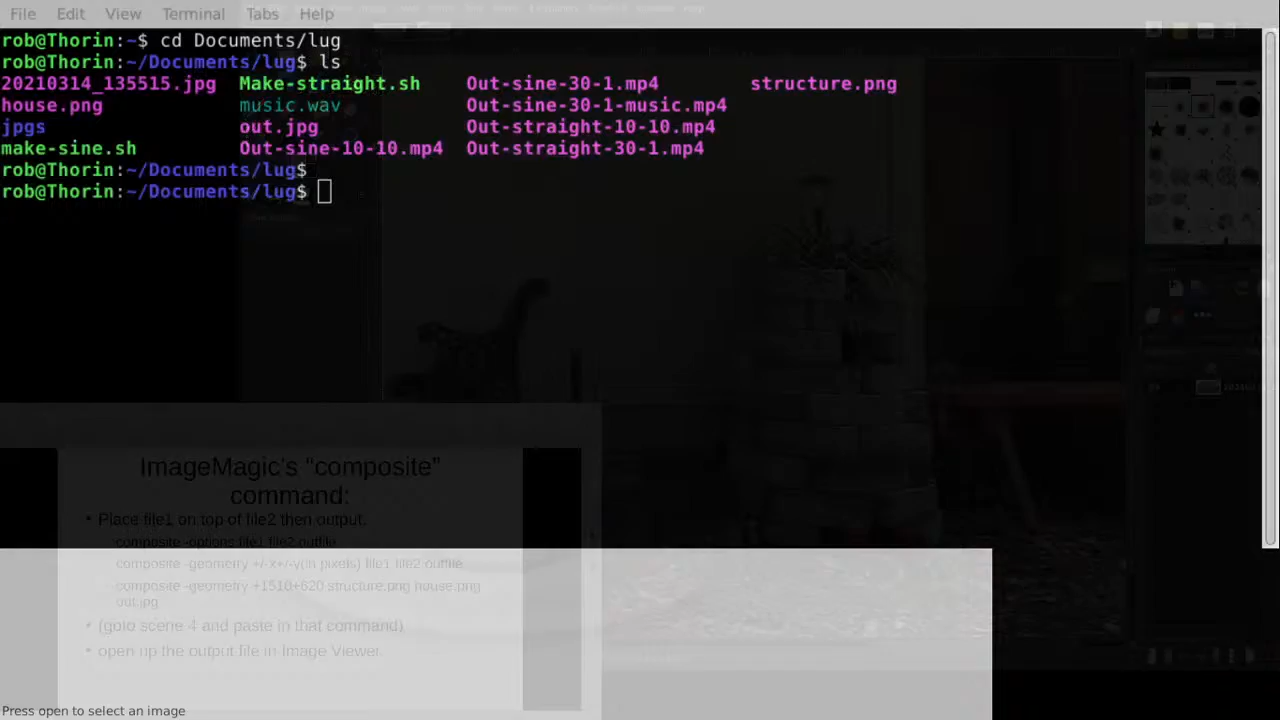 File Edit View Terminal Tabs Help
rob@Thorin:~$ cd Documents/lug
rob@Thorin:~/Documents/lug$ ls
20210314_135515.jpg Make-straight.sh Out-sine-30-1.mp4 structure.png
house.png music.wav Out-sine-30-1-music.mp4
jpgs out.jpg Out-straight-10-10.mp4
make-sine.sh Out-sine-10-10.mp4 Out-straight-30-1.mp4
rob@Thorin:~/Documents/lug$
rob@Thorin:~/Documents/lug$
ImageMagic's "composite"
command:
• Place file1 on top of file2 then output.
composite -options file1 file2 outfile
composite -geometry +/-x+/-y(in pixels) file1 file2 outfile
composite -geometry +1510+620 structure.png house.png
out.jpg
• (goto scene 4 and paste in that command)
• open up the output file in Image Viewer.
Press open to select an image